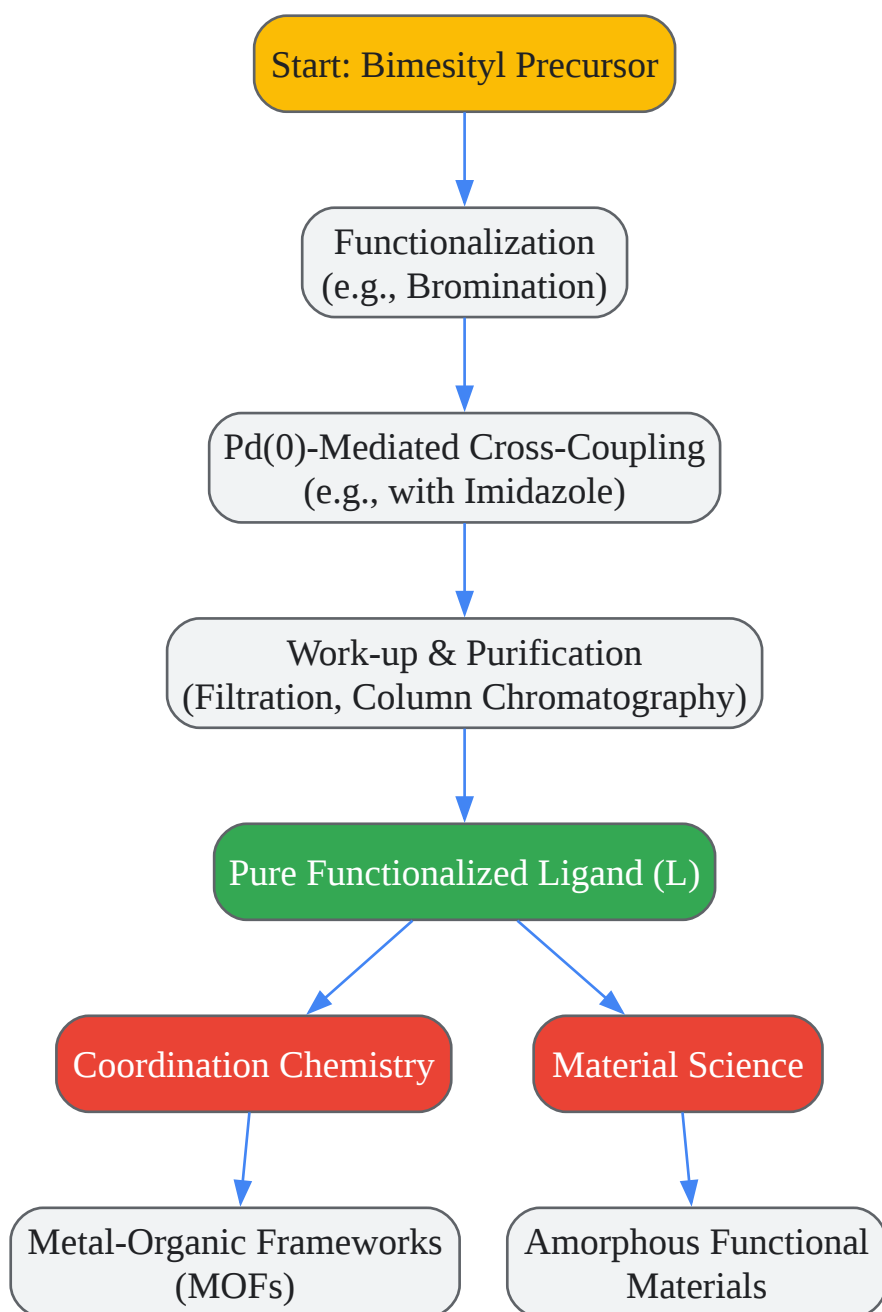 Start: Bimesityl Precursor
Functionalization
(e.g., Bromination)
Pd(0)-Mediated Cross-Coupling
(e.g., with Imidazole)
Work-up & Purification
(Filtration, Column Chromatography)
Pure Functionalized Ligand (L)
Coordination Chemistry
Material Science
Metal-Organic Frameworks
(MOFs)
Amorphous Functional
Materials